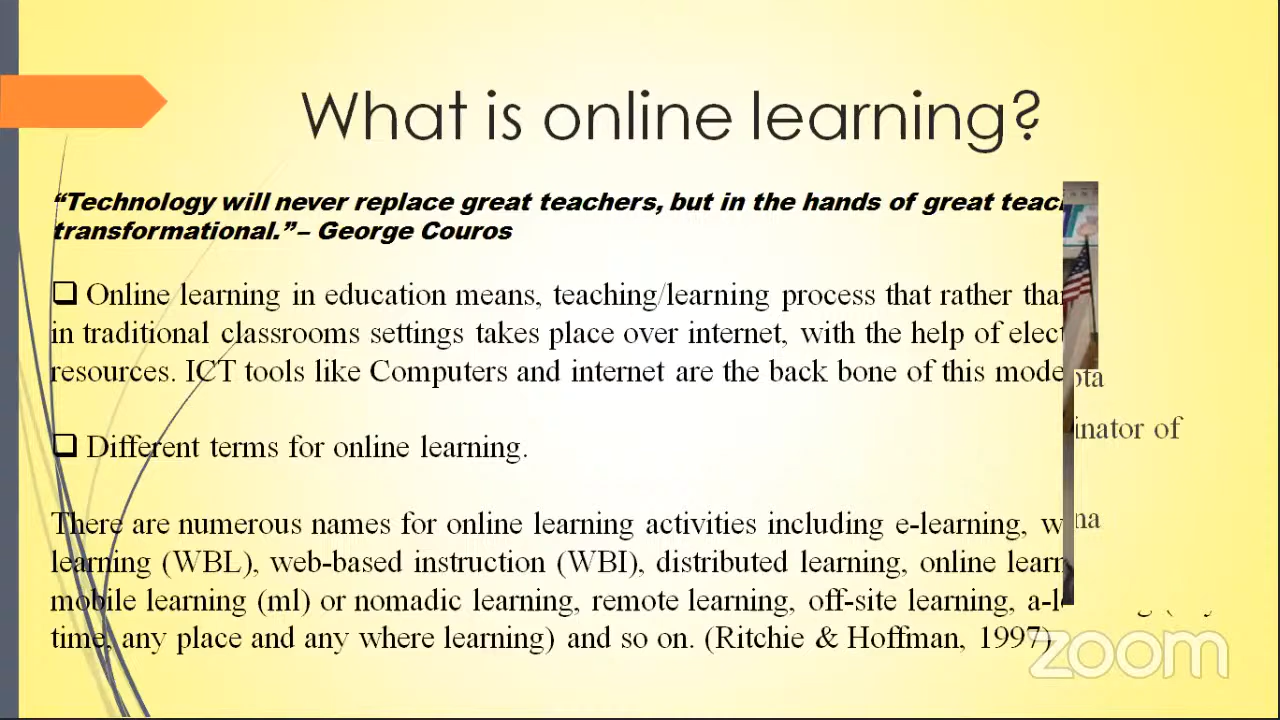 What is online learning?
“Technology will never replace great teachers, but in the hands of great
transformational.” – George Couros
❑ Online learning in education means, teaching/learning process that rather
in traditional classrooms settings takes place over internet, with the help of
resources. ICT tools like Computers and internet are the back bone of this mode
❑ Different terms for online learning.
There are numerous names for online learning activities including e-learning,
learning (WBL), web-based instruction (WBI), distributed learning, online
mobile learning (ml) or nomadic learning, remote learning, off-site learning,
time, any place and any where learning) and so on. (Ritchie & Hoffman, 1997)
of
zoom